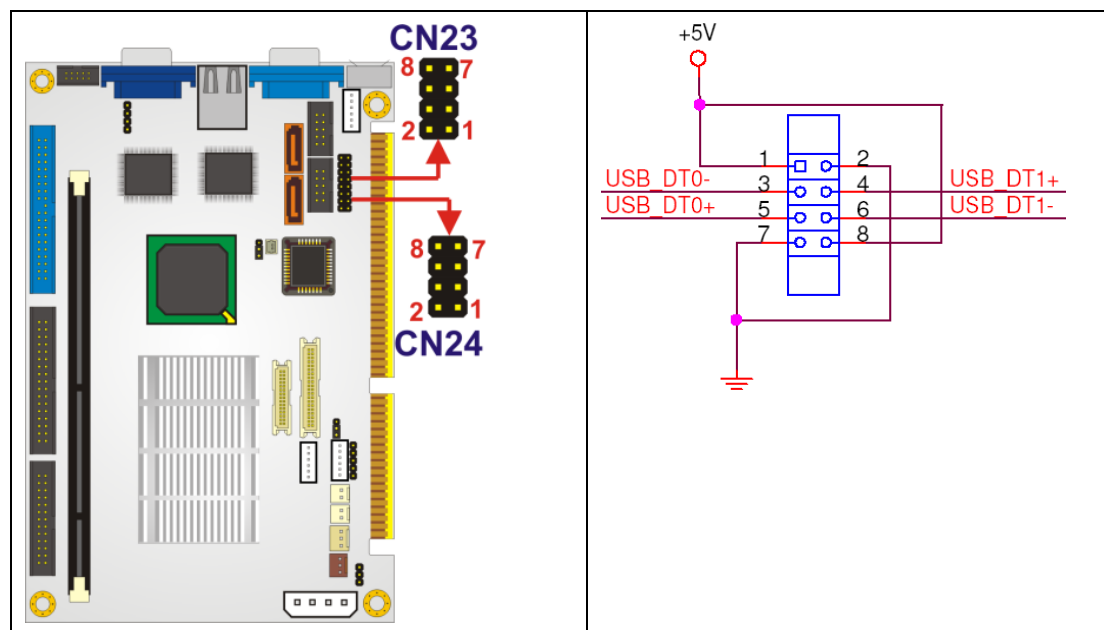 CN23
8 7
2 1
8 7
2 1
CN24
+5V
1 2
USB_DT0- 3 4 USB_DT1+
USB_DT0+ 5 6 USB_DT1-
7 8